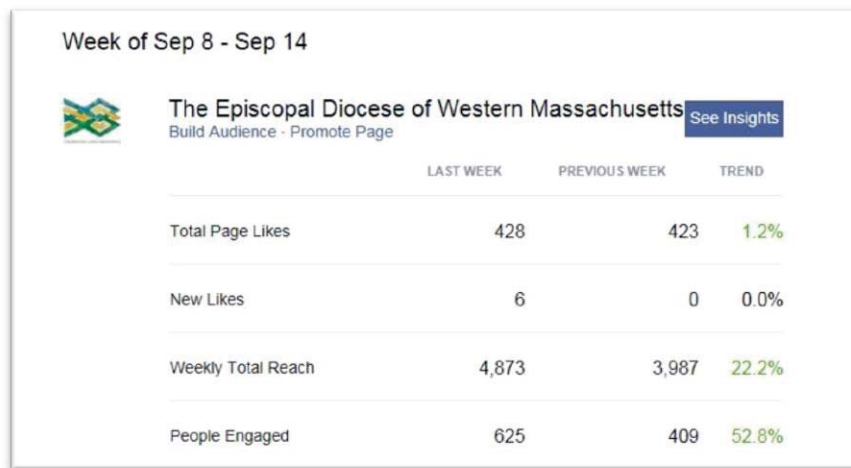 Week of Sep 8 - Sep 14
The Episcopal Diocese of Western Massachusetts
See Insights
Build Audience - Promote Page
LAST WEEK PREVIOUS WEEK TREND
Total Page Likes 428 423 1.2%
New Likes 6 0 0.0%
Weekly Total Reach 4,873 3,987 22.2%
People Engaged 625 409 52.8%